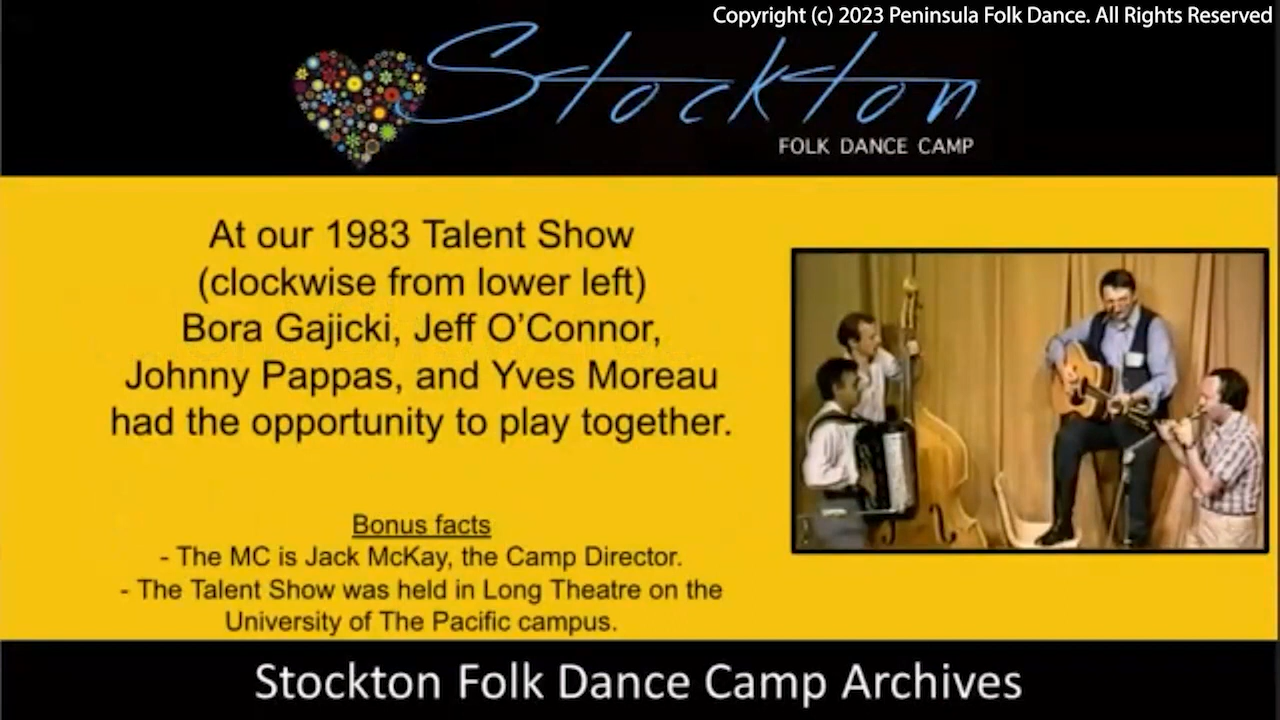 Copyright (c) 2023 Peninsula Folk Dance. All Rights Reserved
Stockton
FOLK DANCE CAMP
At our 1983 Talent Show
(clockwise from lower left)
Bora Gajicki, Jeff O’Connor,
Johnny Pappas, and Yves Moreau
had the opportunity to play together.
Bonus facts
- The MC is Jack McKay, the Camp Director.
- The Talent Show was held in Long Theatre on the
University of The Pacific campus.
Stockton Folk Dance Camp Archives